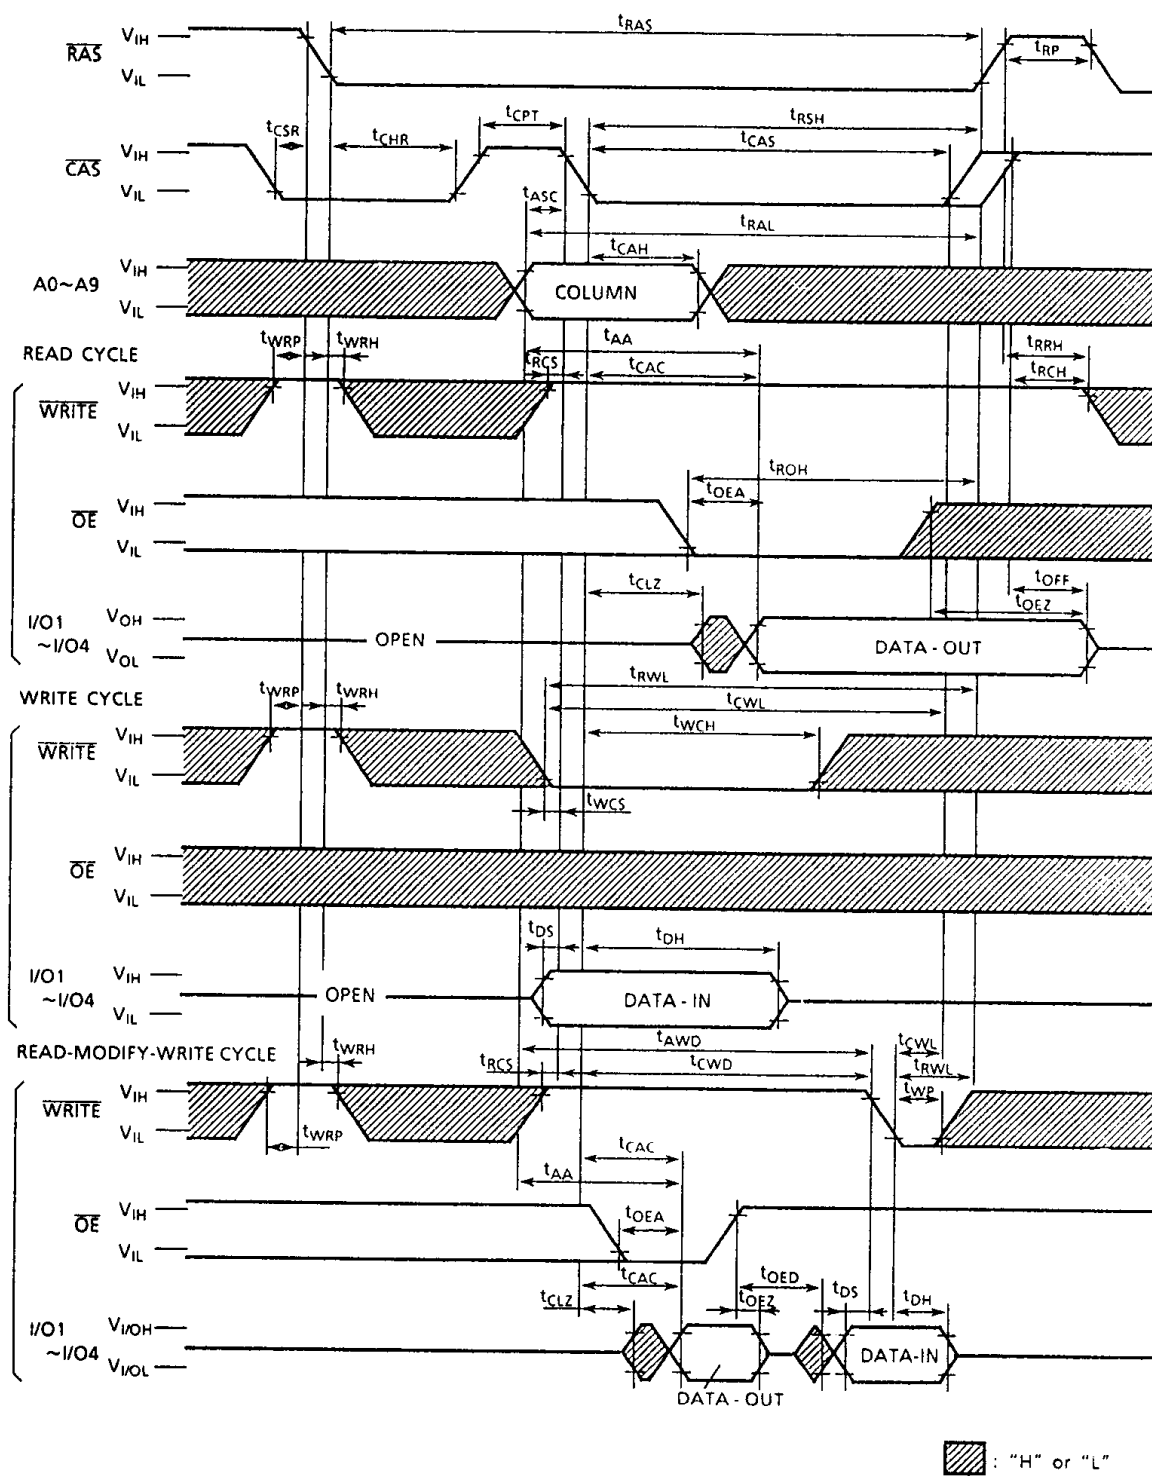 tRAS
VIH
RAS
tRP
VIL
tCPT
tRSH
tCSR
tCHR
tCAS
VIH
CAS
VIL
tASC
tRAL
tCAH
VIH
A0~A9
COLUMN
VIL
tWRP
tWRH
tAA
tRRH
READ CYCLE
tRCS
tCAC
tRCH
VIH
WRITE
VIL
tROH
tOEA
VIH
OE
VIL
tCLZ
tOFF
tOEZ
I/O1
~I/O4
VOH
OPEN
DATA - OUT
VOL
tRWL
WRITE CYCLE
tWRP
tWRH
tCWL
tWCH
VIH
WRITE
VIL
tWCS
VIH
OE
VIL
tDS
tDH
I/O1
~I/O4
VIH
OPEN
DATA - IN
VIL
READ-MODIFY-WRITE CYCLE
tWRH
tAWD
tCWL
tRCS
tCWD
tRWL
tWP
VIH
WRITE
VIL
tWRP
tCAC
tAA
VIH
OE
tOEA
VIL
tCAC
tOED
tCLZ
tOEZ
tDS
tDH
I/O1
~I/O4
VI/OH
DATA-IN
VI/OL
DATA - OUT
: "H" or "L"